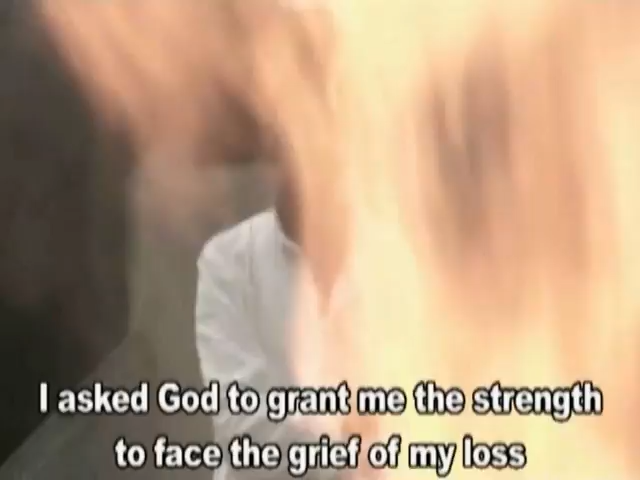 I asked God to grant me the strength
to face the grief of my loss